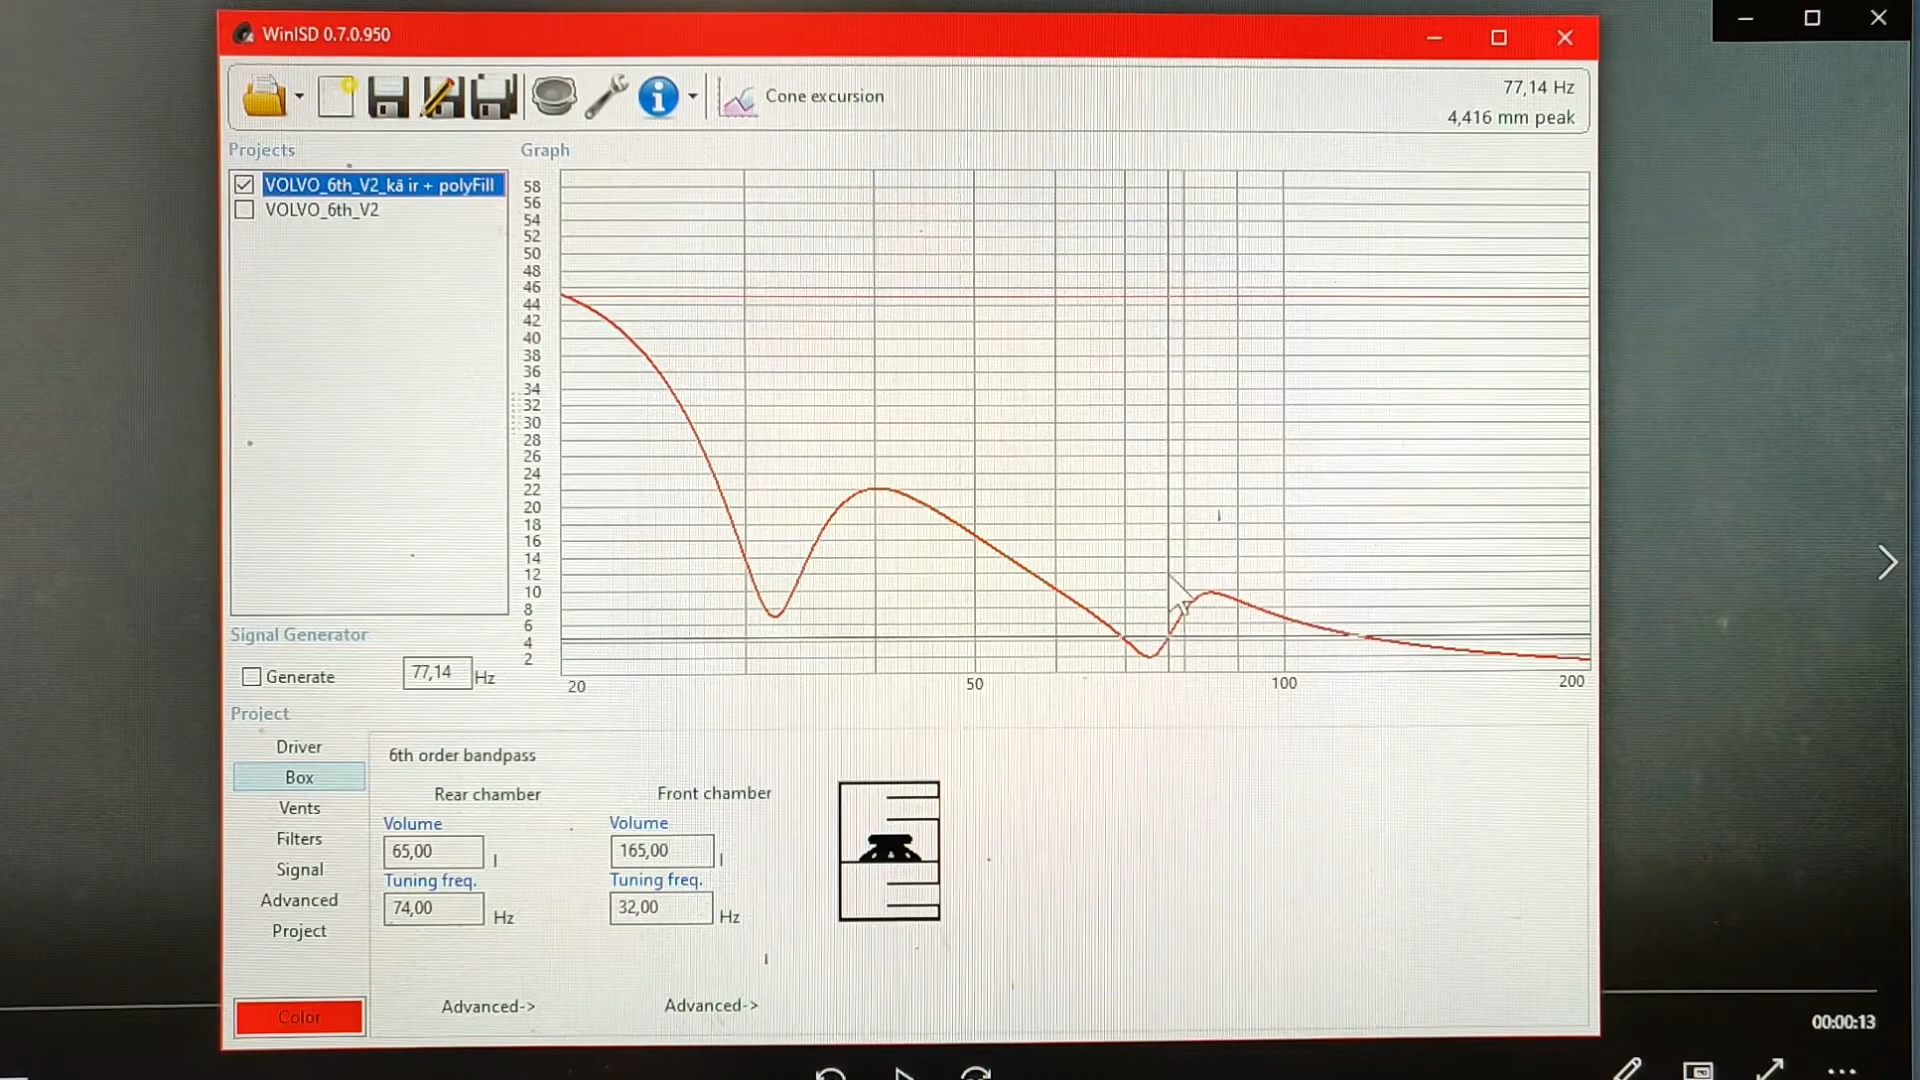 WinISD 0.7.0.950
Cone excursion
77,14 Hz
4,416 mm peak
Projects
Graph
VOLVO_6th_V2_kā ir + polyFill
VOLVO_6th_V2
58
56
54
52
50
48
46
44
42
40
38
36
34
32
30
28
26
24
22
20
18
16
14
12
10
8
6
4
2
20
50
100
200
Signal Generator
Generate
77,14
Hz
Project
Driver
Box
Vents
Filters
Signal
Advanced
Project
Color
6th order bandpass
Rear chamber
Front chamber
Volume
Volume
65,00
l
165,00
l
Tuning freq.
Tuning freq.
74,00
Hz
32,00
Hz
Advanced->
Advanced->
00:00:13